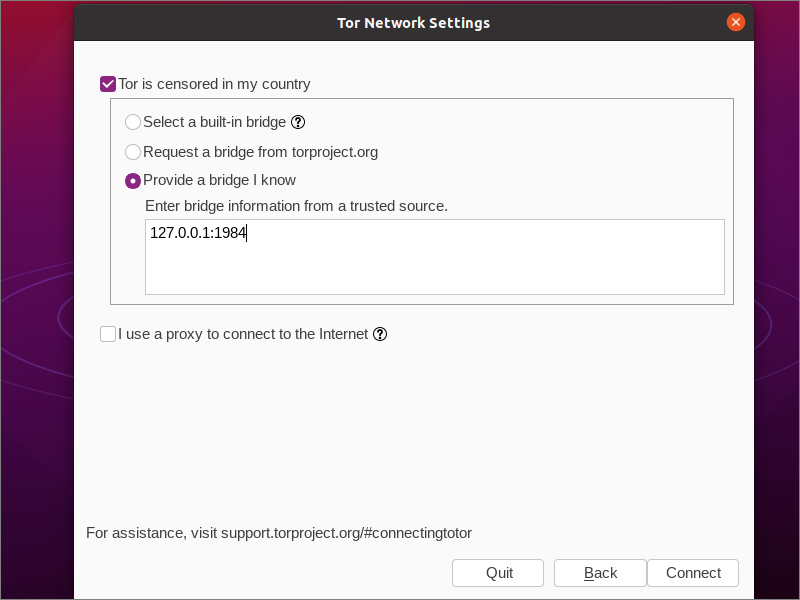 Tor Network Settings
Tor is censored in my country
Select a built-in bridge ?
Request a bridge from torproject.org
Provide a bridge I know
Enter bridge information from a trusted source.
127.0.0.1:1984
I use a proxy to connect to the Internet ?
For assistance, visit support.torproject.org/#connectingtotor
Quit Back Connect